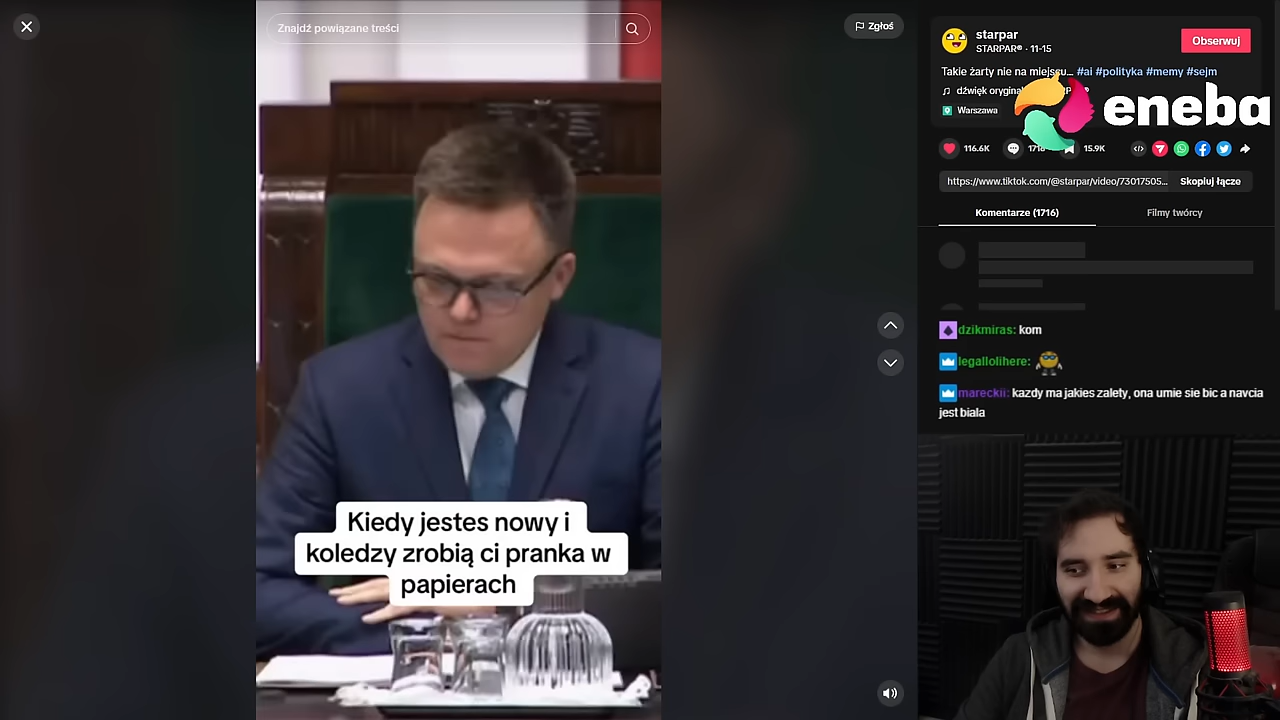 Znajdź powiązane treści
Zgłoś
Kiedy jestes nowy i
koledzy zrobią ci pranka w
papierach
starpar
STARPAR® · 11-15
Obserwuj
Takie żarty nie na miejscu... #ai #polityka #memy #sejm
dźwięk oryginal
Warszawa
eneba
116.6K
15.9K
https://www.tiktok.com/@starpar/video/73017505...
Skopiuj łącze
Komentarze (1716)
Filmy twórcy
dzikmiras: kom
legallolihere:
mareckii: kazdy ma jakies zalety, ona umie sie bic a navcia
jest biala